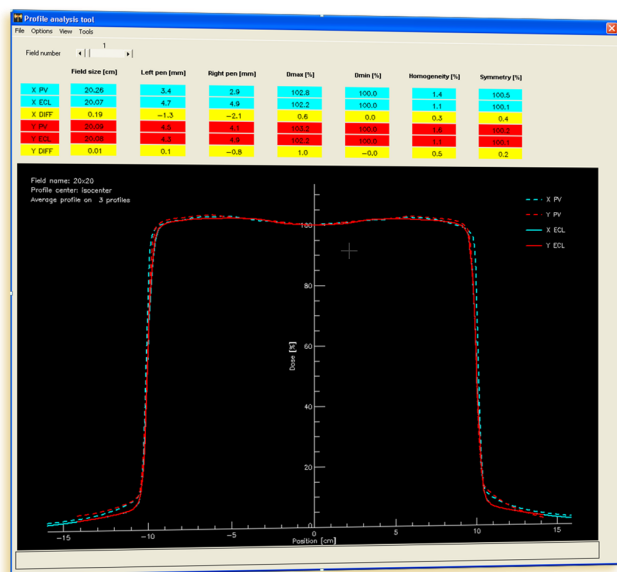 Profile analysis tool
File Options View Tools
1
Field number
Field size [cm] Left pen [mm] Right pen [mm] Dmax [%] Dmin [%] Homogeneity [%] Symmetry [%]
X PV 20.26 3.4 2.9 102.8 100.0 1.4 100.5
X ECL 20.07 4.7 4.9 102.2 100.0 1.1 100.1
X DIFF 0.19 −1.3 −2.1 0.6 0.0 0.3 0.4
Y PV 20.09 4.5 4.1 103.2 100.0 1.6 100.2
Y ECL 20.08 4.3 4.9 102.2 100.0 1.1 100.1
Y DIFF 0.01 0.1 −0.8 1.0 −0.0 0.5 0.2
Field name: 20x20
Profile center: isocenter
Average profile on 3 profiles
X PV
Y PV
X ECL
Y ECL
100
80
60
40
20
Dose [%]
−15 −10 −5 0 5 10 15
Position [cm]